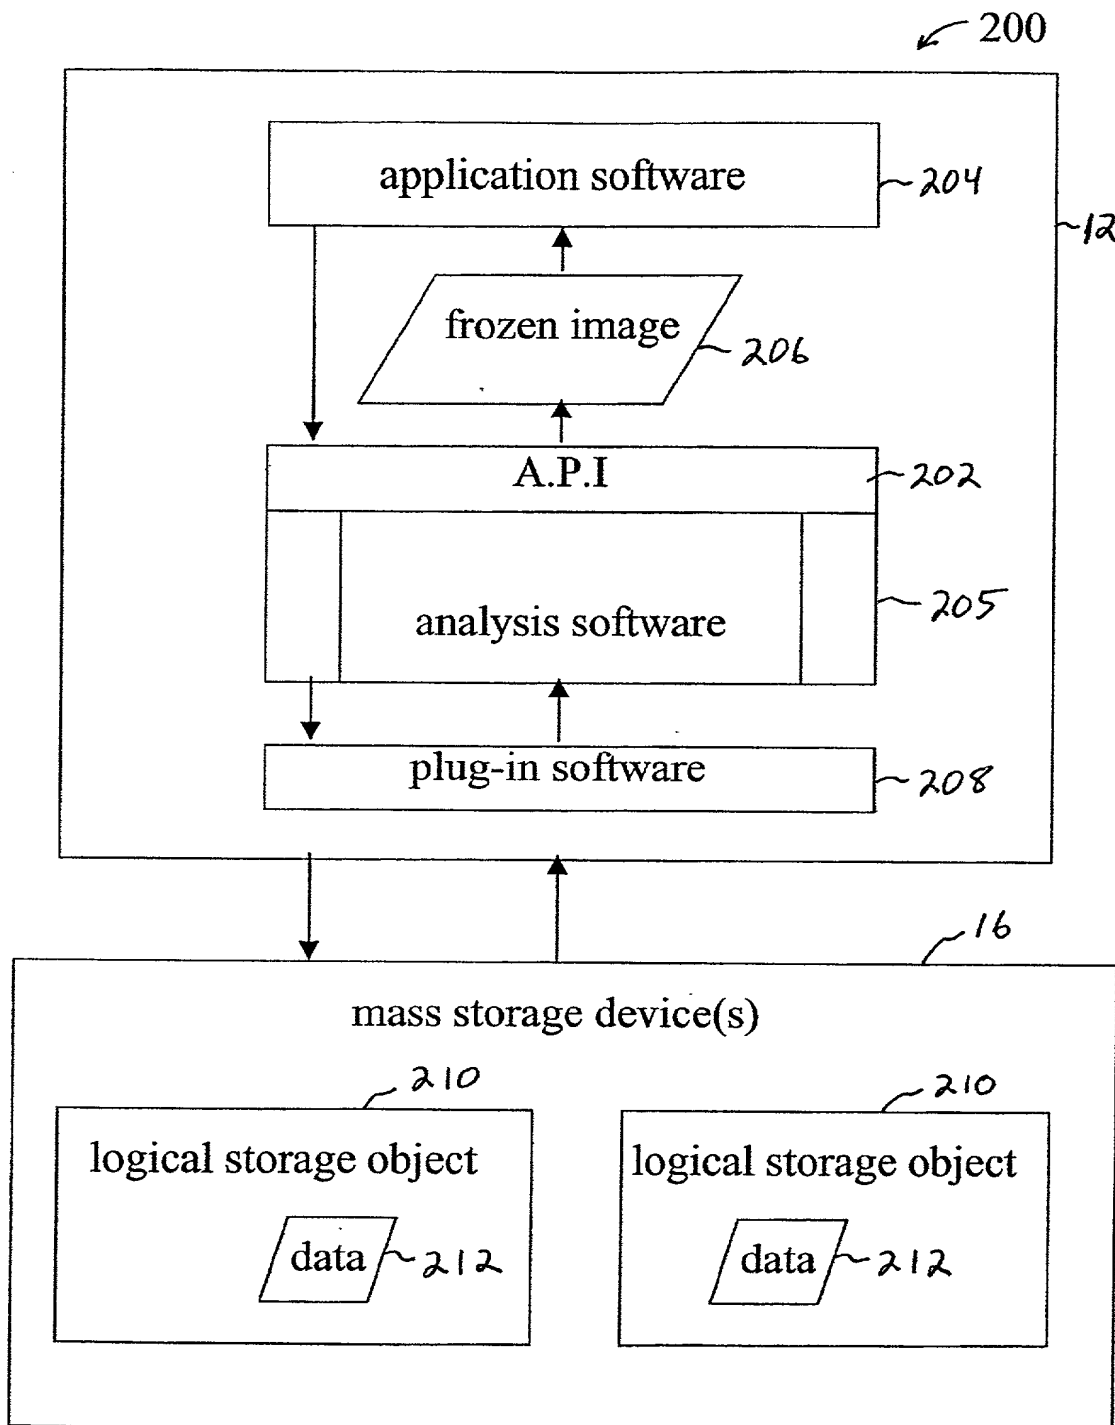 200
application software
204
12
frozen image
206
A.P.I
202
analysis software
205
plug-in software
208
16
mass storage device(s)
210
210
logical storage object
logical storage object
data
212
data
212